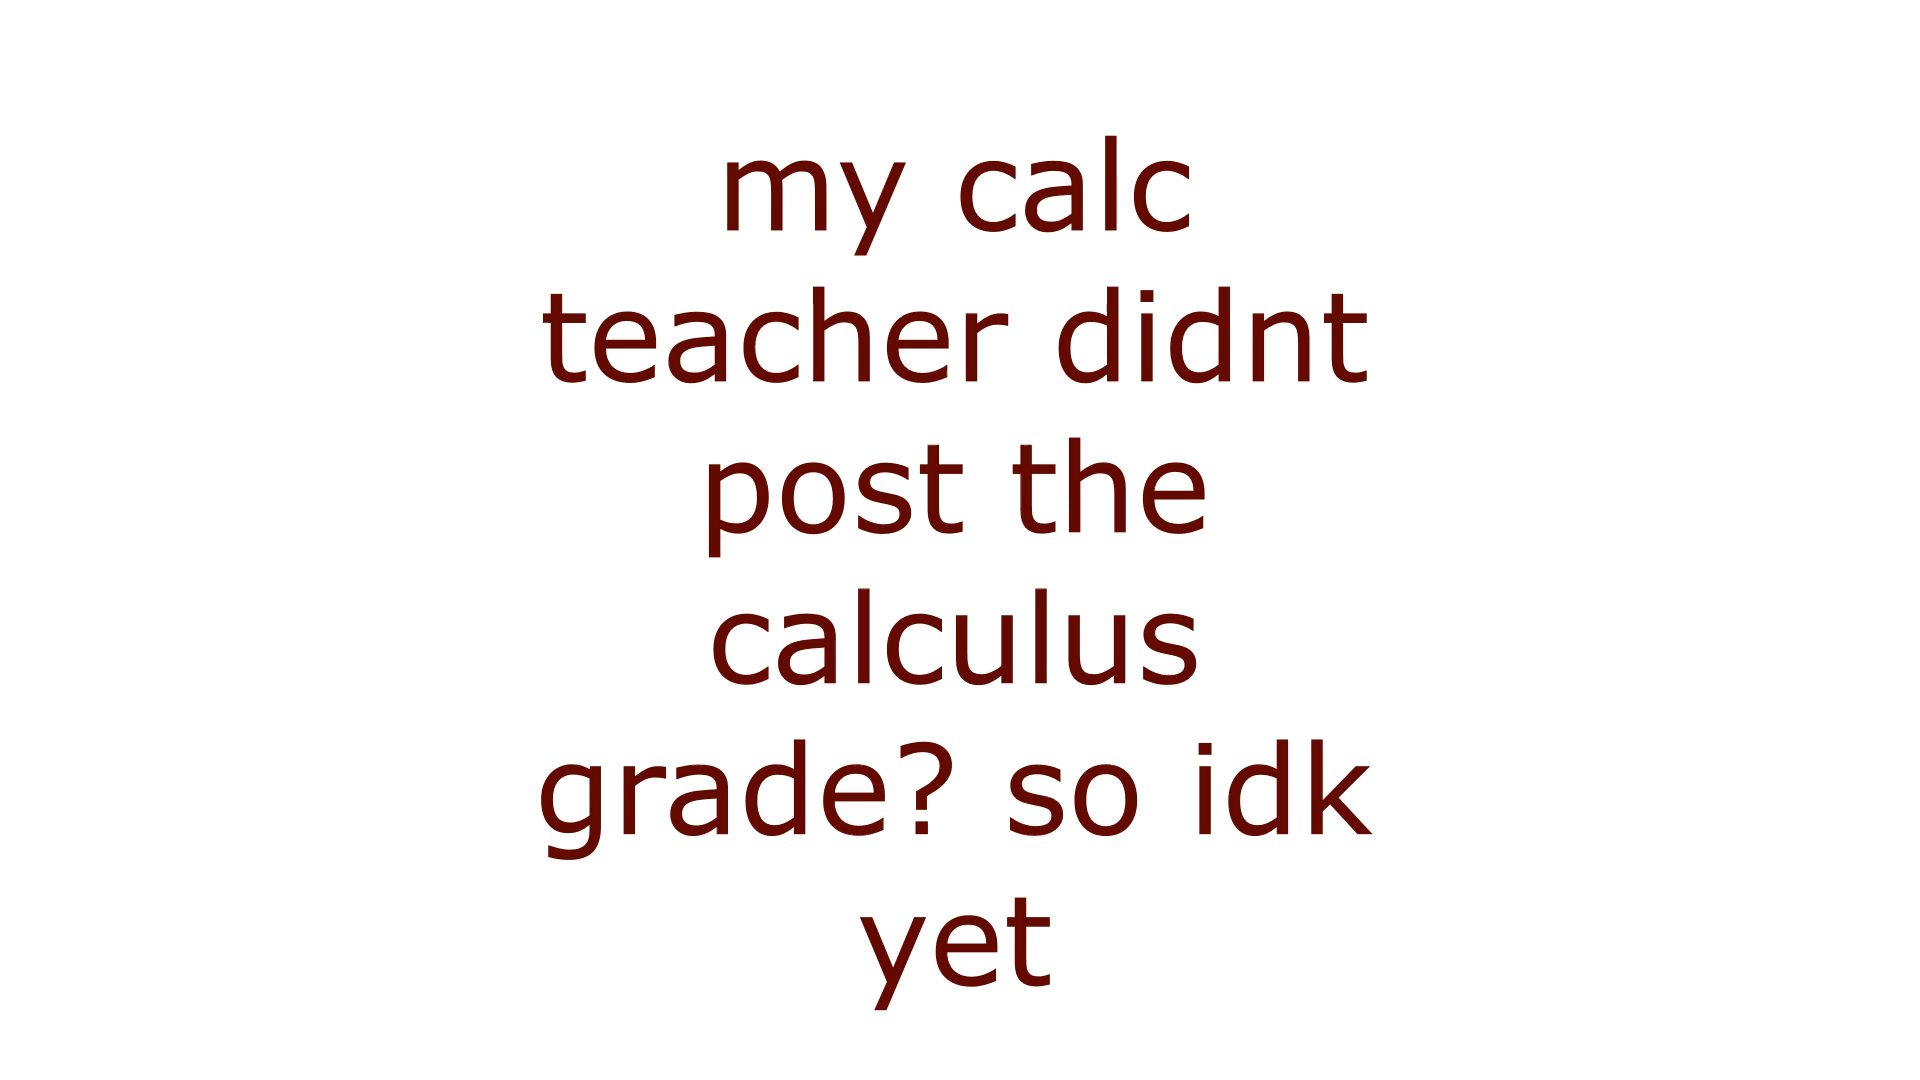 my calc
teacher didnt
post the
calculus
grade? so idk
yet